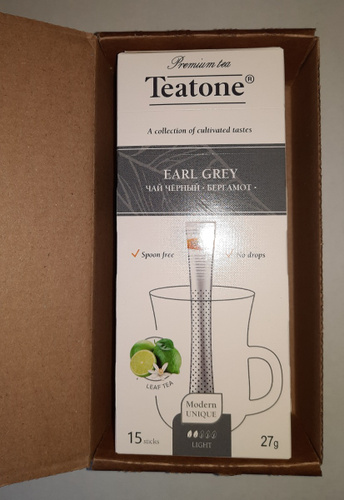 Premium tea
Teatone®
A collection of cultivated tastes
EARL GREY
ЧАЙ ЧЁРНЫЙ · БЕРГАМОТ ·
Spoon free
No drops
LEAF TEA
Modern
UNIQUE
LIGHT
15 sticks
27g